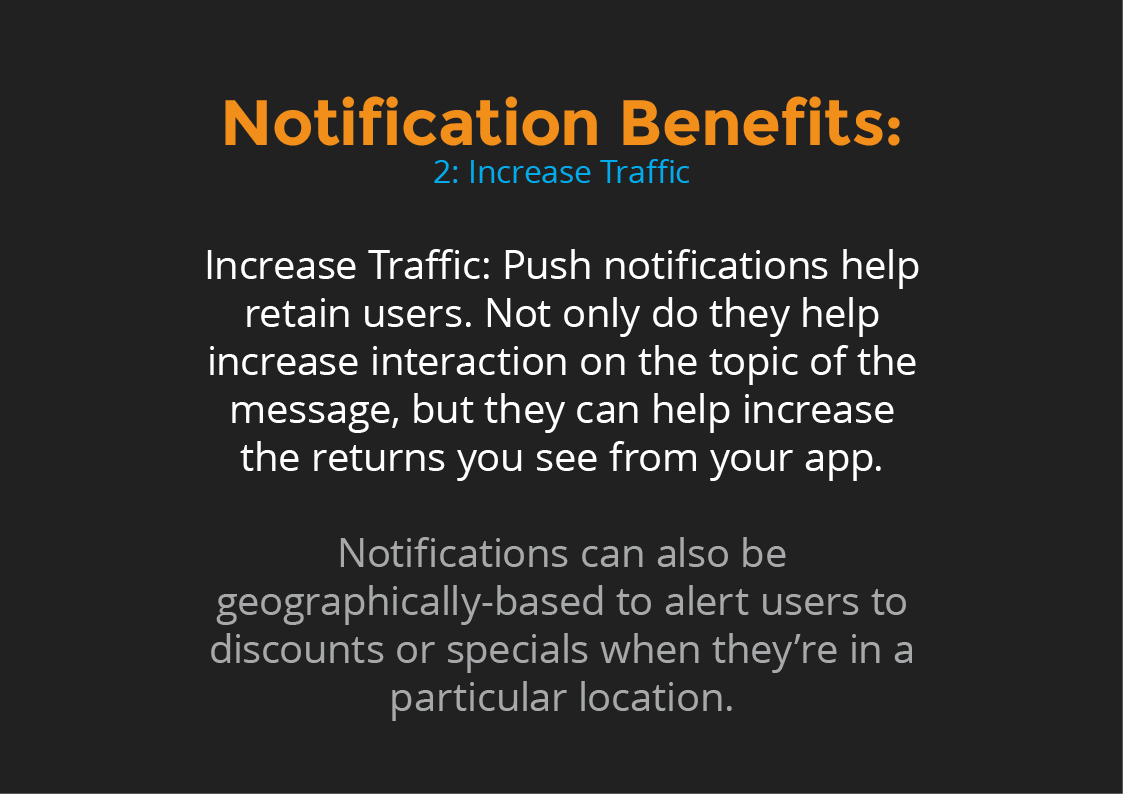 Notification Benefits:
2: Increase Traffic
Increase Traffic: Push notifications help
retain users. Not only do they help
increase interaction on the topic of the
message, but they can help increase
the returns you see from your app.
Notifications can also be
geographically-based to alert users to
discounts or specials when they’re in a
particular location.